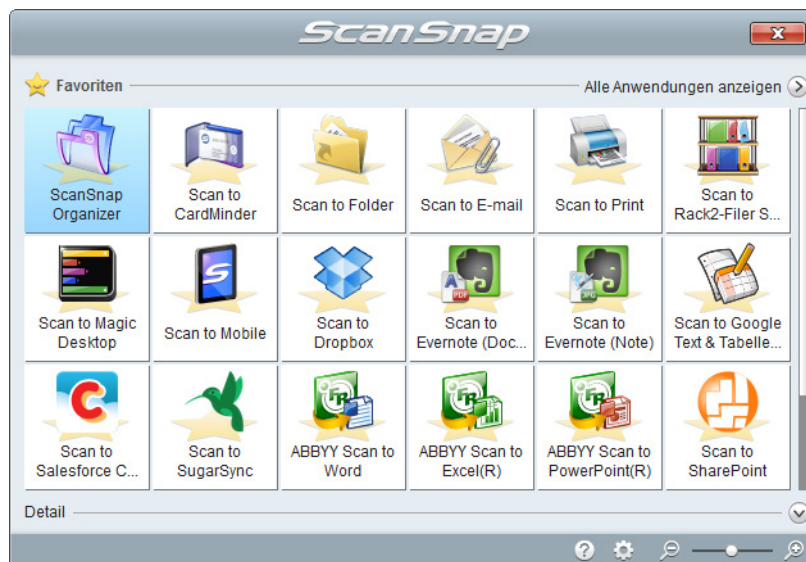 ScanSnap
Favoriten
Alle Anwendungen anzeigen
ScanSnap
Organizer
Scan to
CardMinder
Scan to Folder
Scan to E-mail
Scan to Print
Scan to
Rack2-Filer S...
Scan to Magic
Desktop
Scan to Mobile
Scan to
Dropbox
Scan to
Evernote (Doc...
Scan to
Evernote (Note)
Scan to Google
Text & Tabelle...
Scan to
Salesforce C...
Scan to
SugarSync
ABBYY Scan to
Word
ABBYY Scan to
Excel(R)
ABBYY Scan to
PowerPoint(R)
Scan to
SharePoint
Detail